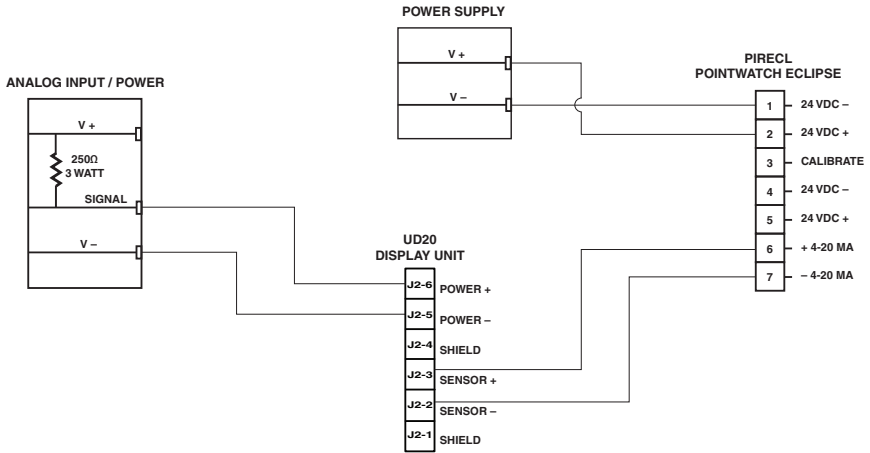 POWER SUPPLY
V +
V –
ANALOG INPUT / POWER
V +
250Ω
3 WATT
SIGNAL
V –
PIRECL
POINTWATCH ECLIPSE
1 24 VDC –
2 24 VDC +
3 CALIBRATE
4 24 VDC –
5 24 VDC +
6 + 4-20 MA
7 – 4-20 MA
UD20
DISPLAY UNIT
J2-6 POWER +
J2-5 POWER –
J2-4 SHIELD
J2-3 SENSOR +
J2-2 SENSOR –
J2-1 SHIELD